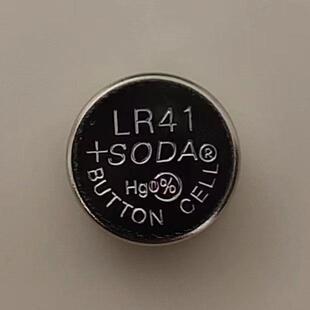 LR41
+SODA®
Hg0%
BUTTON CELL